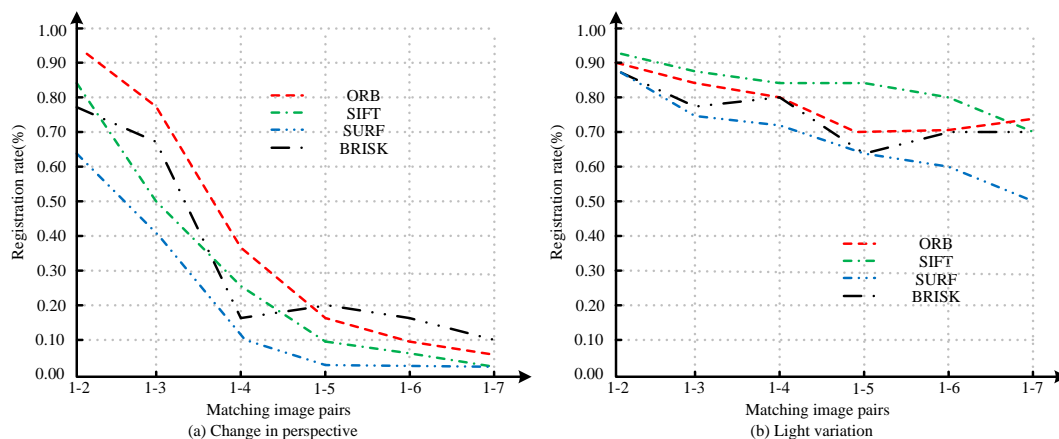 1.00
0.90
0.80
0.70
0.60
0.50
0.40
0.30
0.20
0.10
0.00
Registration rate(%)
ORB
SIFT
SURF
BRISK
1-2 1-3 1-4 1-5 1-6 1-7
Matching image pairs
(a) Change in perspective
1.00
0.90
0.80
0.70
0.60
0.50
0.40
0.30
0.20
0.10
0.00
Registration rate(%)
ORB
SIFT
SURF
BRISK
1-2 1-3 1-4 1-5 1-6 1-7
Matching image pairs
(b) Light variation